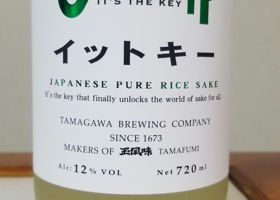 IT'S THE KEY
イットキー
JAPANESE PURE RICE SAKE
It's the key that finally unlocks the world of sake for all.
TAMAGAWA BREWING COMPANY
SINCE 1673
MAKERS OF 玉風味 TAMAFUMI
Alc:12% VOL Net 720ml